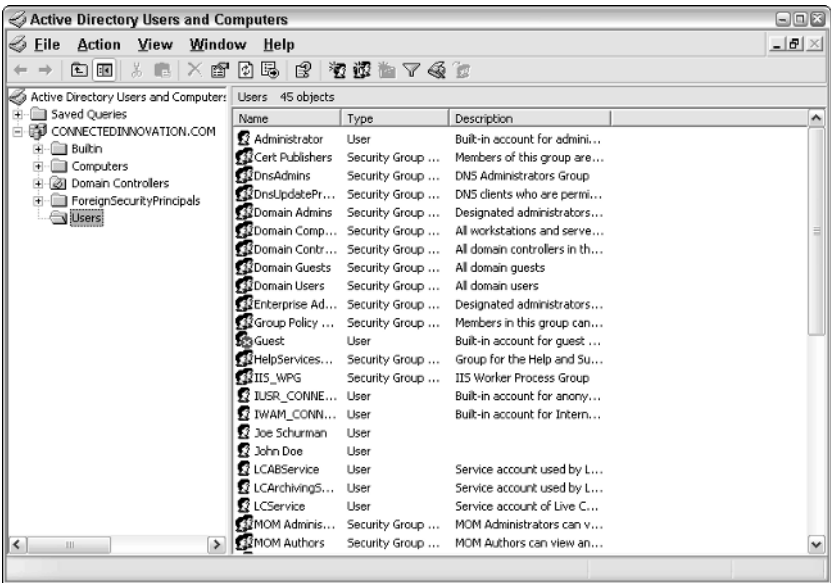 Active Directory Users and Computers
File Action View Window Help
Active Directory Users and Computers
Saved Queries
CONNECTEDINNOVATION.COM
Builtin
Computers
Domain Controllers
ForeignSecurityPrincipals
Users
Users 45 objects
Name Type Description
Administrator User Built-in account for admini...
Cert Publishers Security Group ... Members of this group are...
DnsAdmins Security Group ... DNS Administrators Group
DnsUpdatePr... Security Group ... DNS clients who are permi...
Domain Admins Security Group ... Designated administrators...
Domain Comp... Security Group ... All workstations and serve...
Domain Contr... Security Group ... All domain controllers in th...
Domain Guests Security Group ... All domain guests
Domain Users Security Group ... All domain users
Enterprise Ad... Security Group ... Designated administrators...
Group Policy ... Security Group ... Members in this group can...
Guest User Built-in account for guest ...
HelpServices... Security Group ... Group for the Help and Su...
IIS_WPG Security Group ... IIS Worker Process Group
IUSR_CONNE... User Built-in account for anony...
IWAM_CONN... User Built-in account for Intern...
Joe Schurman User
John Doe User
LCABService User Service account used by L...
LCArchivingS... User Service account used by L...
LCService User Service account of Live C...
MOM Adminis... Security Group ... MOM Administrators can v...
MOM Authors Security Group ... MOM Authors can view an...